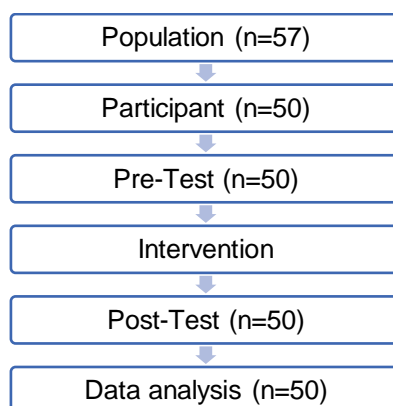 Population (n=57)
Participant (n=50)
Pre-Test (n=50)
Intervention
Post-Test (n=50)
Data analysis (n=50)